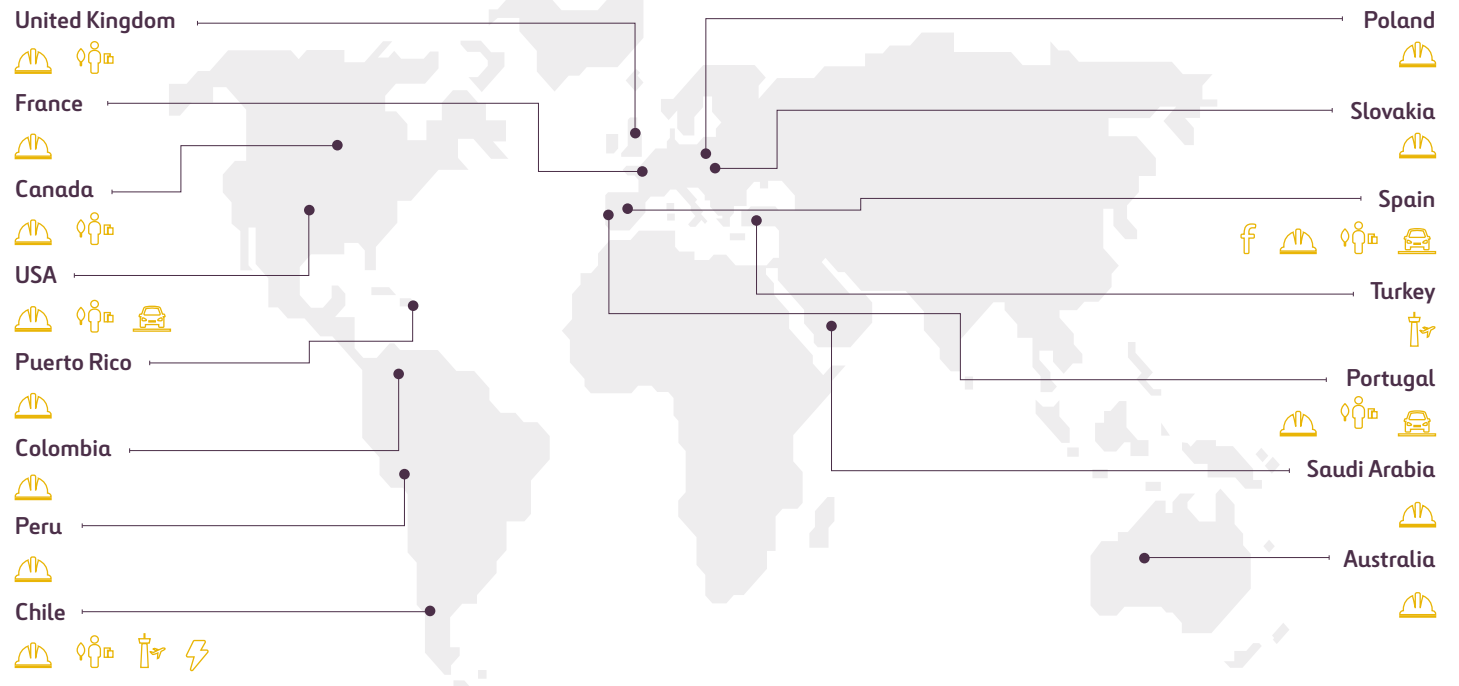 United Kingdom
France
Canada
USA
Puerto Rico
Colombia
Peru
Chile
Poland
Slovakia
Spain
Turkey
Portugal
Saudi Arabia
Australia